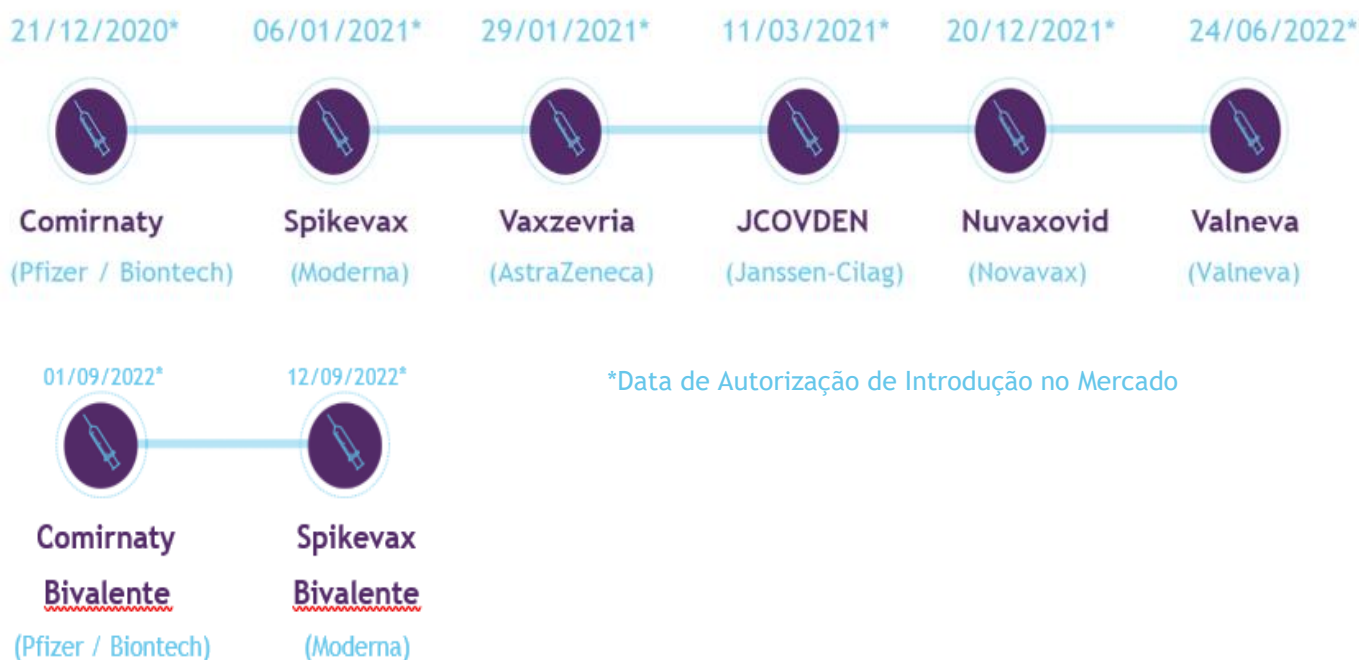 21/12/2020* 06/01/2021* 29/01/2021* 11/03/2021* 20/12/2021* 24/06/2022*
Comirnaty Spikevax Vaxzevria JCOVDEN Nuvaxovid Valneva
(Pfizer / Biontech) (Moderna) (AstraZeneca) (Janssen-Cilag) (Novavax) (Valneva)
01/09/2022* 12/09/2022* *Data de Autorização de Introdução no Mercado
Comirnaty Spikevax
Bivalente Bivalente
(Pfizer / Biontech) (Moderna)